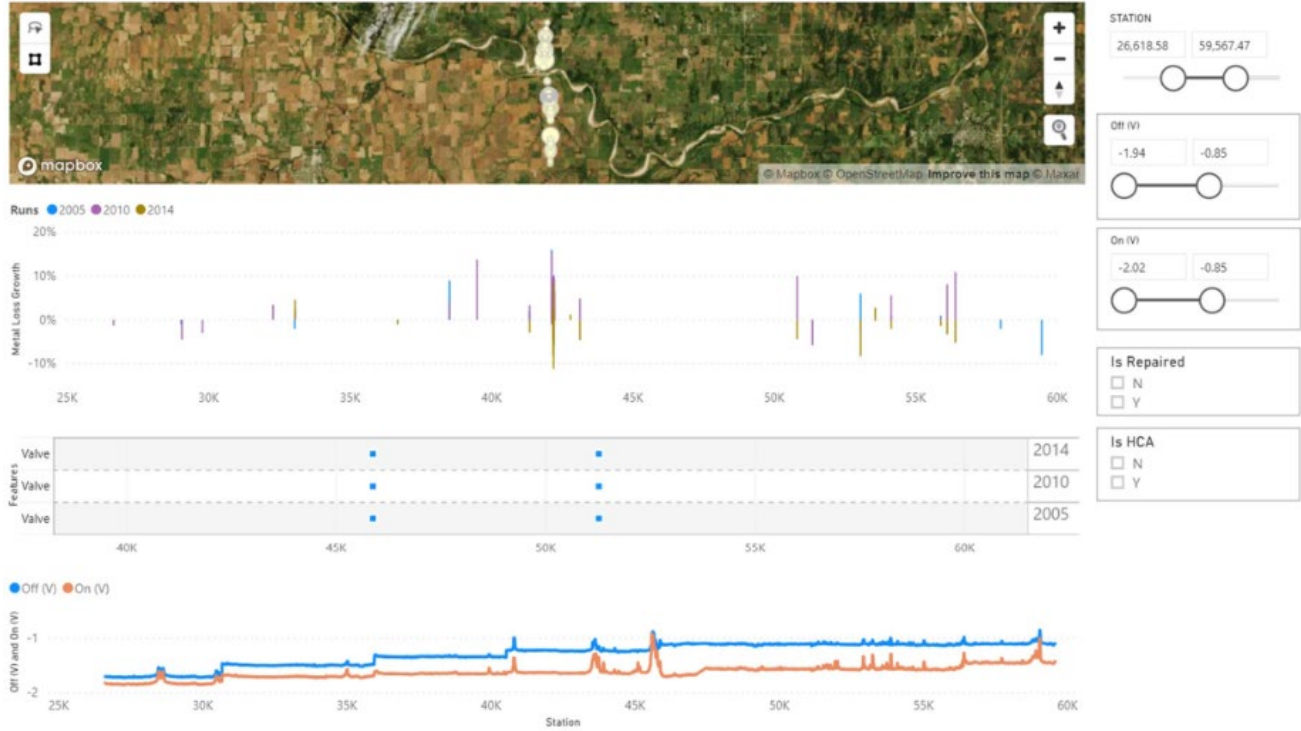 mapbox
© Mapbox © OpenStreetMap Improve this map © Maxar
STATION
26,618.58 59,567.47
Off (V)
-1.94 -0.85
On (V)
-2.02 -0.85
Is Repaired
N
Y
Is HCA
N
Y
Runs 2005 2010 2014
Metal Loss Growth
20%
10%
0%
-10%
25K 30K 35K 40K 45K 50K 55K 60K
Features
Valve 2014
Valve 2010
Valve 2005
40K 45K 50K 55K 60K
Off (V) On (V)
Off (V) and On (V)
-1
-2
25K 30K 35K 40K 45K 50K 55K 60K
Station